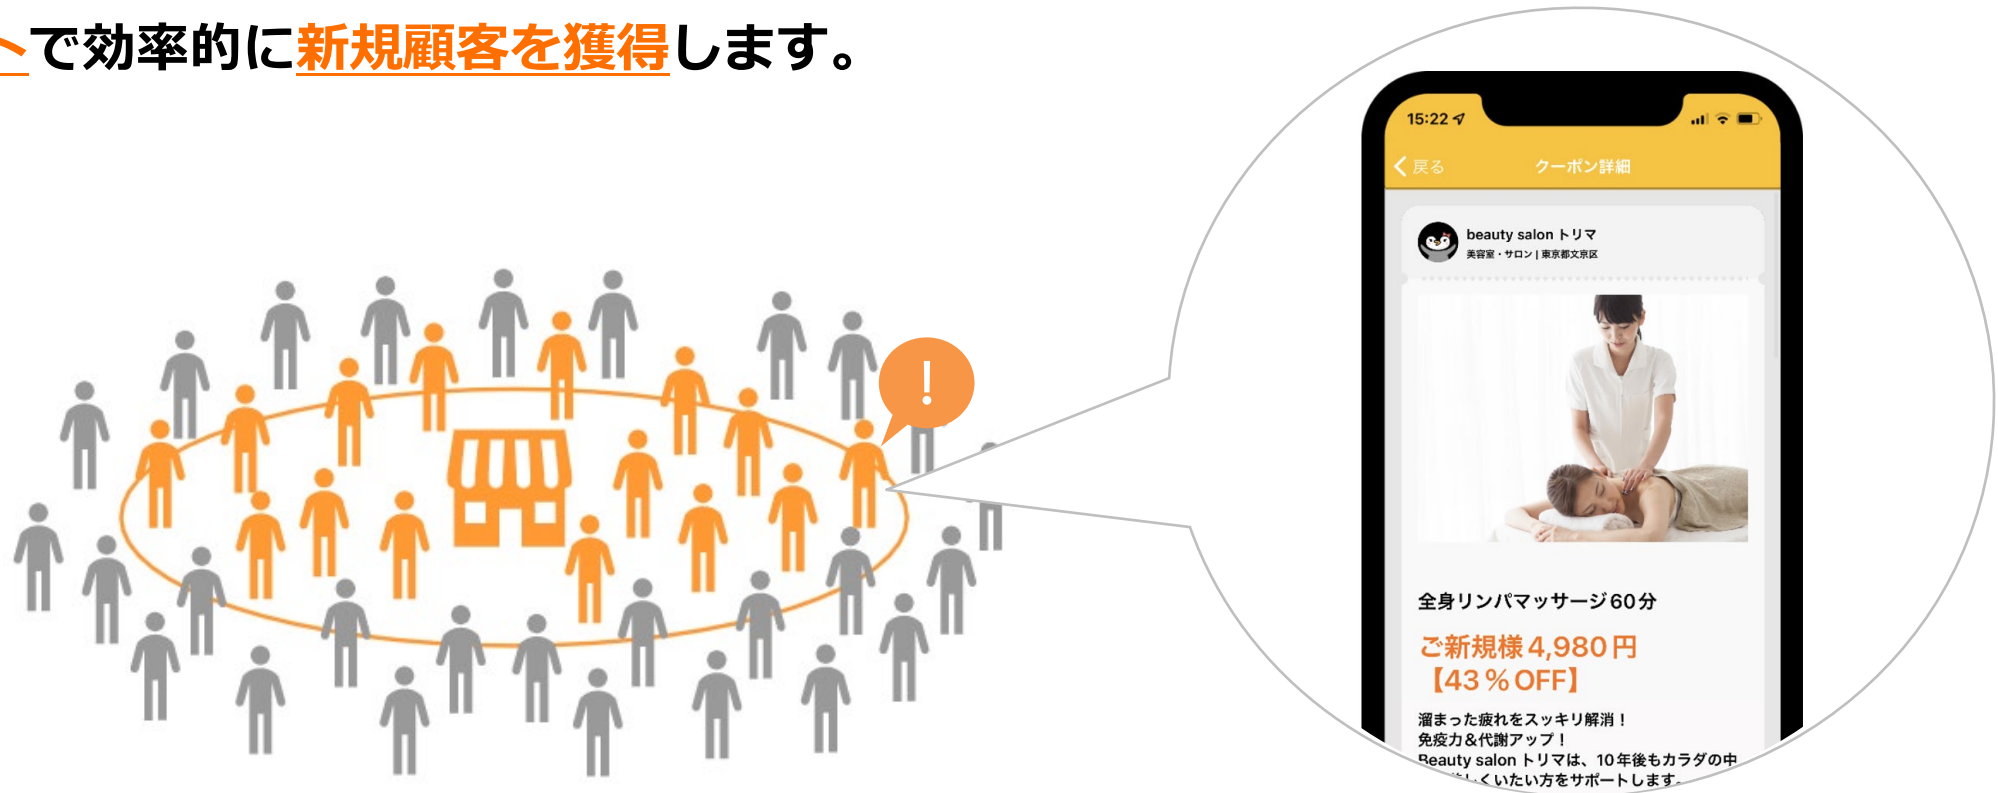 トで効率的に新規顧客を獲得します。
!
15:22
戻る
クーポン詳細
beauty salon トリマ
美容室・サロン | 東京都文京区
全身リンパマッサージ60分
ご新規様4,980円
【43%OFF】
溜まった疲れをスッキリ解消！
免疫力&代謝アップ！
Beauty salon トリマは、10年後もカラダの中
しくいたい方をサポートします。